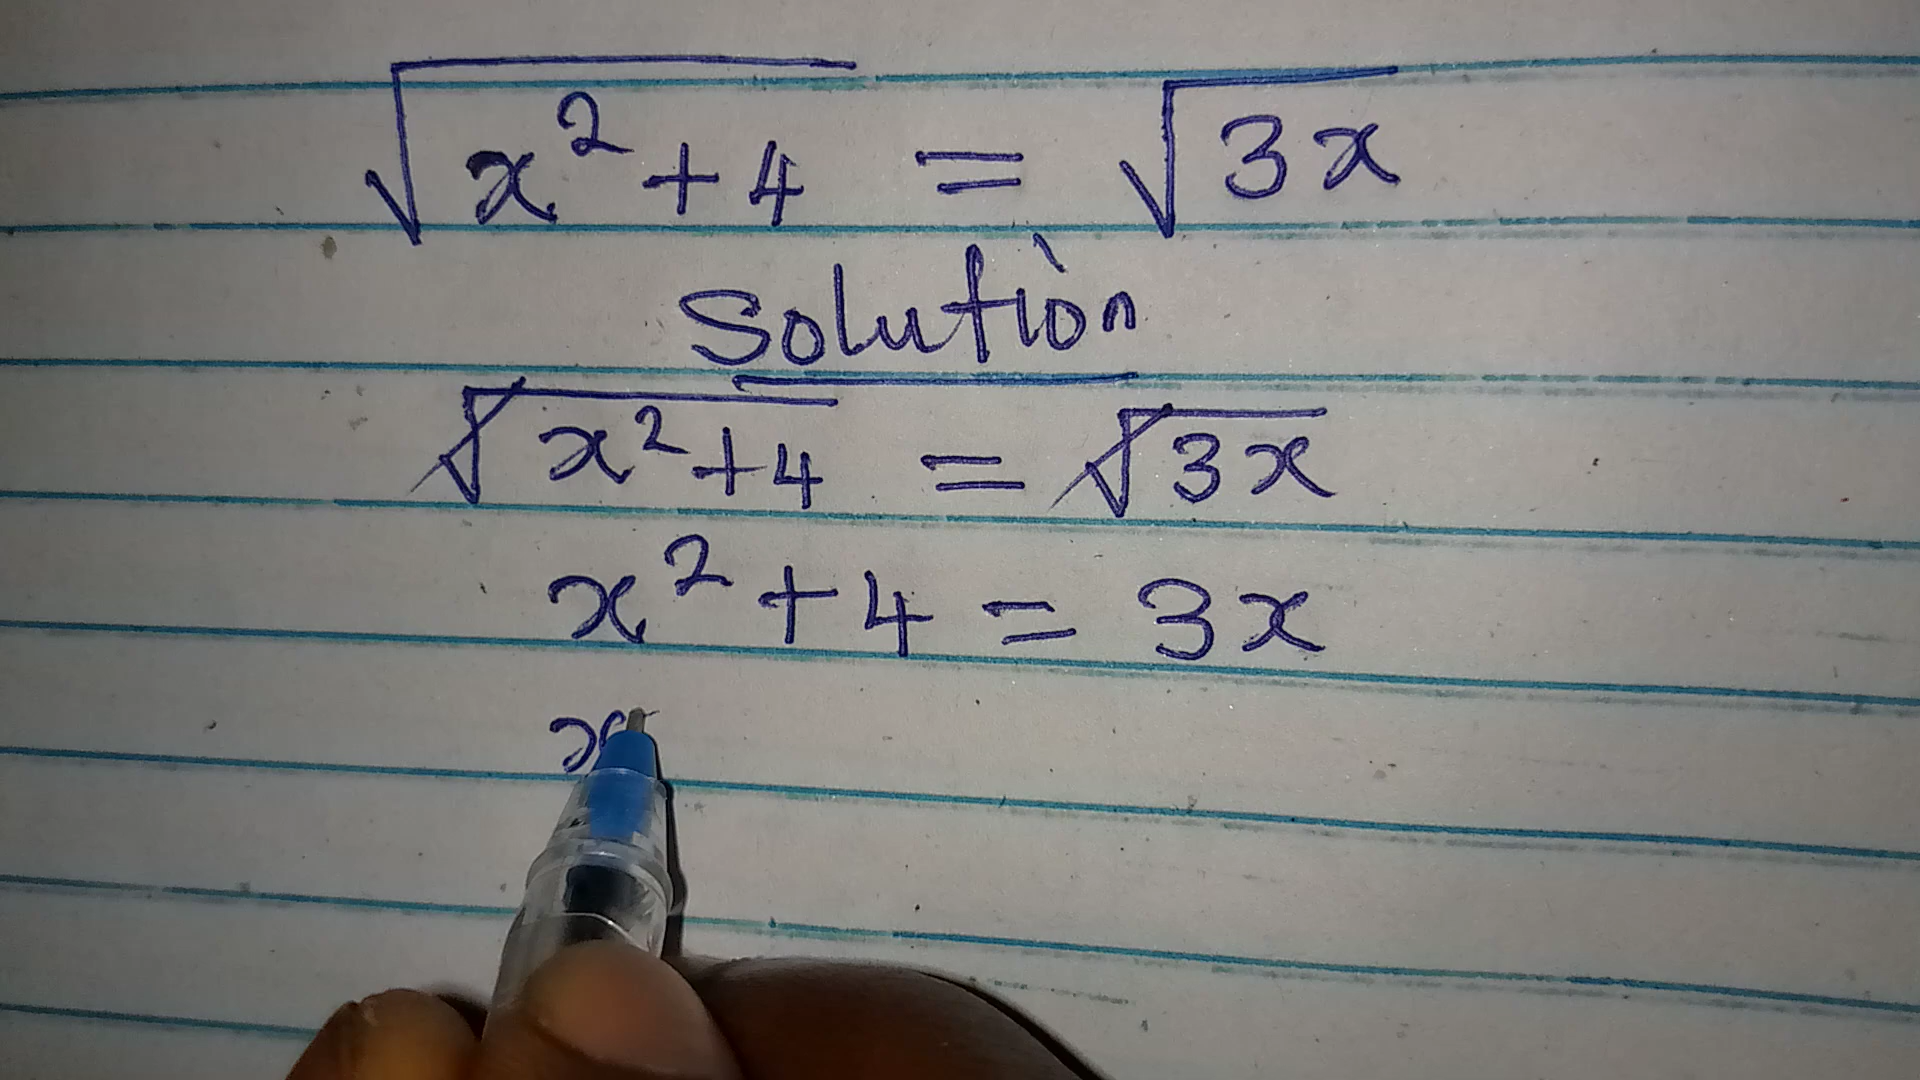 √x²+4 = √3x
Solution
√x²+4 = √3x
x²+4 = 3x
x